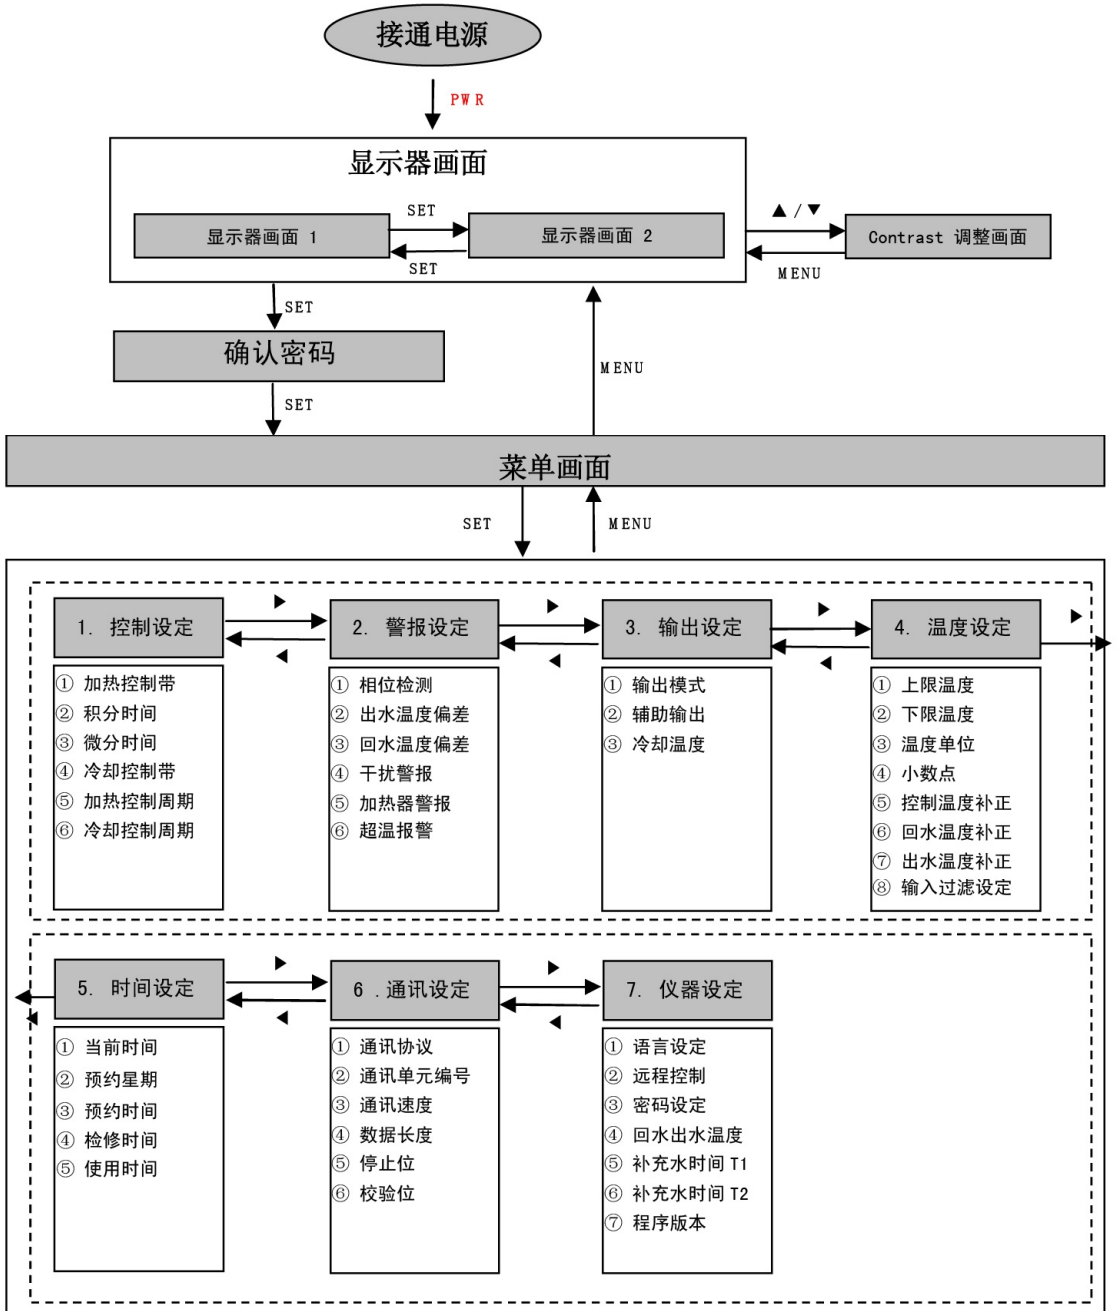 接通电源
PWR
显示器画面
显示器画面 1
SET
SET
显示器画面 2
▲ / ▼
MENU
Contrast 调整画面
SET
确认密码
SET
MENU
菜单画面
SET
MENU
1. 控制设定
① 加热控制带
② 积分时间
③ 微分时间
④ 冷却控制带
⑤ 加热控制周期
⑥ 冷却控制周期
▶
◀
2. 警报设定
① 相位检测
② 出水温度偏差
③ 回水温度偏差
④ 干扰警报
⑤ 加热器警报
⑥ 超温报警
▶
◀
3. 输出设定
① 输出模式
② 辅助输出
③ 冷却温度
▶
◀
4. 温度设定
① 上限温度
② 下限温度
③ 温度单位
④ 小数点
⑤ 控制温度补正
⑥ 回水温度补正
⑦ 出水温度补正
⑧ 输入过滤设定
▶
◀
5. 时间设定
① 当前时间
② 预约星期
③ 预约时间
④ 检修时间
⑤ 使用时间
▶
◀
6 .通讯设定
① 通讯协议
② 通讯单元编号
③ 通讯速度
④ 数据长度
⑤ 停止位
⑥ 校验位
▶
◀
7. 仪器设定
① 语言设定
② 远程控制
③ 密码设定
④ 回水出水温度
⑤ 补充水时间 T1
⑥ 补充水时间 T2
⑦ 程序版本